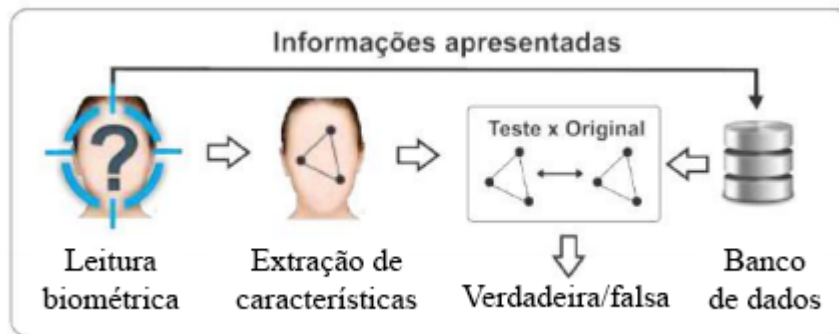 Informações apresentadas
?
Teste x Original
Leitura
biométrica
Extração de
características
Verdadeira/falsa
Banco
de dados